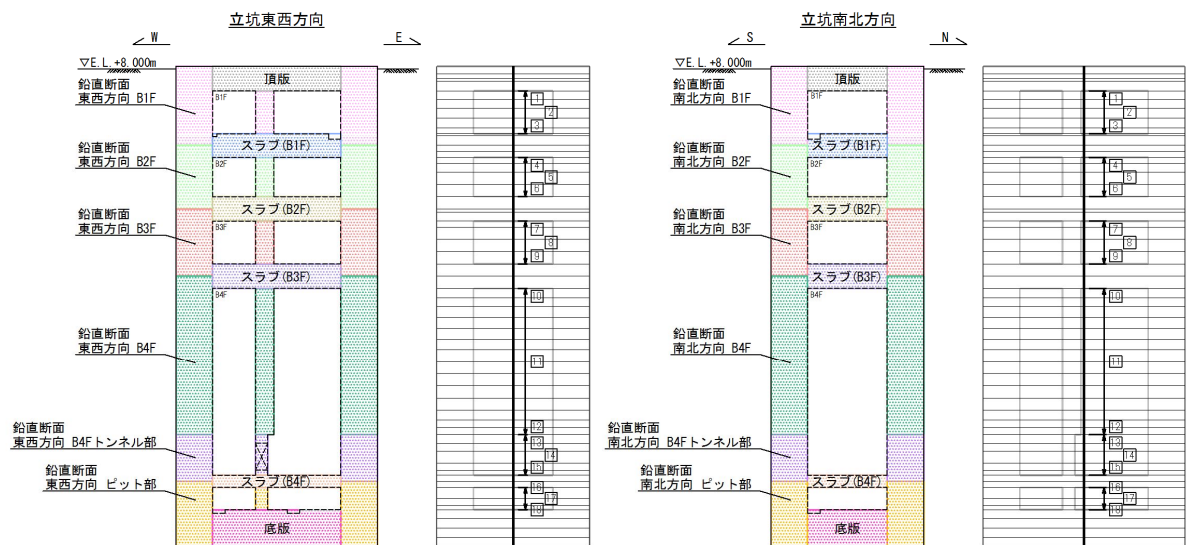 立坑東西方向
W
E
▽E.L.+8.000m
頂版
鉛直断面
東西方向 B1F
B1F
スラブ(B1F)
鉛直断面
東西方向 B2F
B2F
スラブ(B2F)
鉛直断面
東西方向 B3F
B3F
スラブ(B3F)
鉛直断面
東西方向 B4F
B4F
鉛直断面
東西方向 B4Fトンネル部
鉛直断面
東西方向 ピット部
スラブ(B4F)
底版
1
2
3
4
5
6
7
8
9
10
11
12
13
14
15
16
17
18
立坑南北方向
S
N
▽E.L.+8.000m
頂版
鉛直断面
南北方向 B1F
B1F
スラブ(B1F)
鉛直断面
南北方向 B2F
B2F
スラブ(B2F)
鉛直断面
南北方向 B3F
B3F
スラブ(B3F)
鉛直断面
南北方向 B4F
B4F
鉛直断面
南北方向 B4Fトンネル部
鉛直断面
南北方向 ピット部
スラブ(B4F)
底版
1
2
3
4
5
6
7
8
9
10
11
12
13
14
15
16
17
18